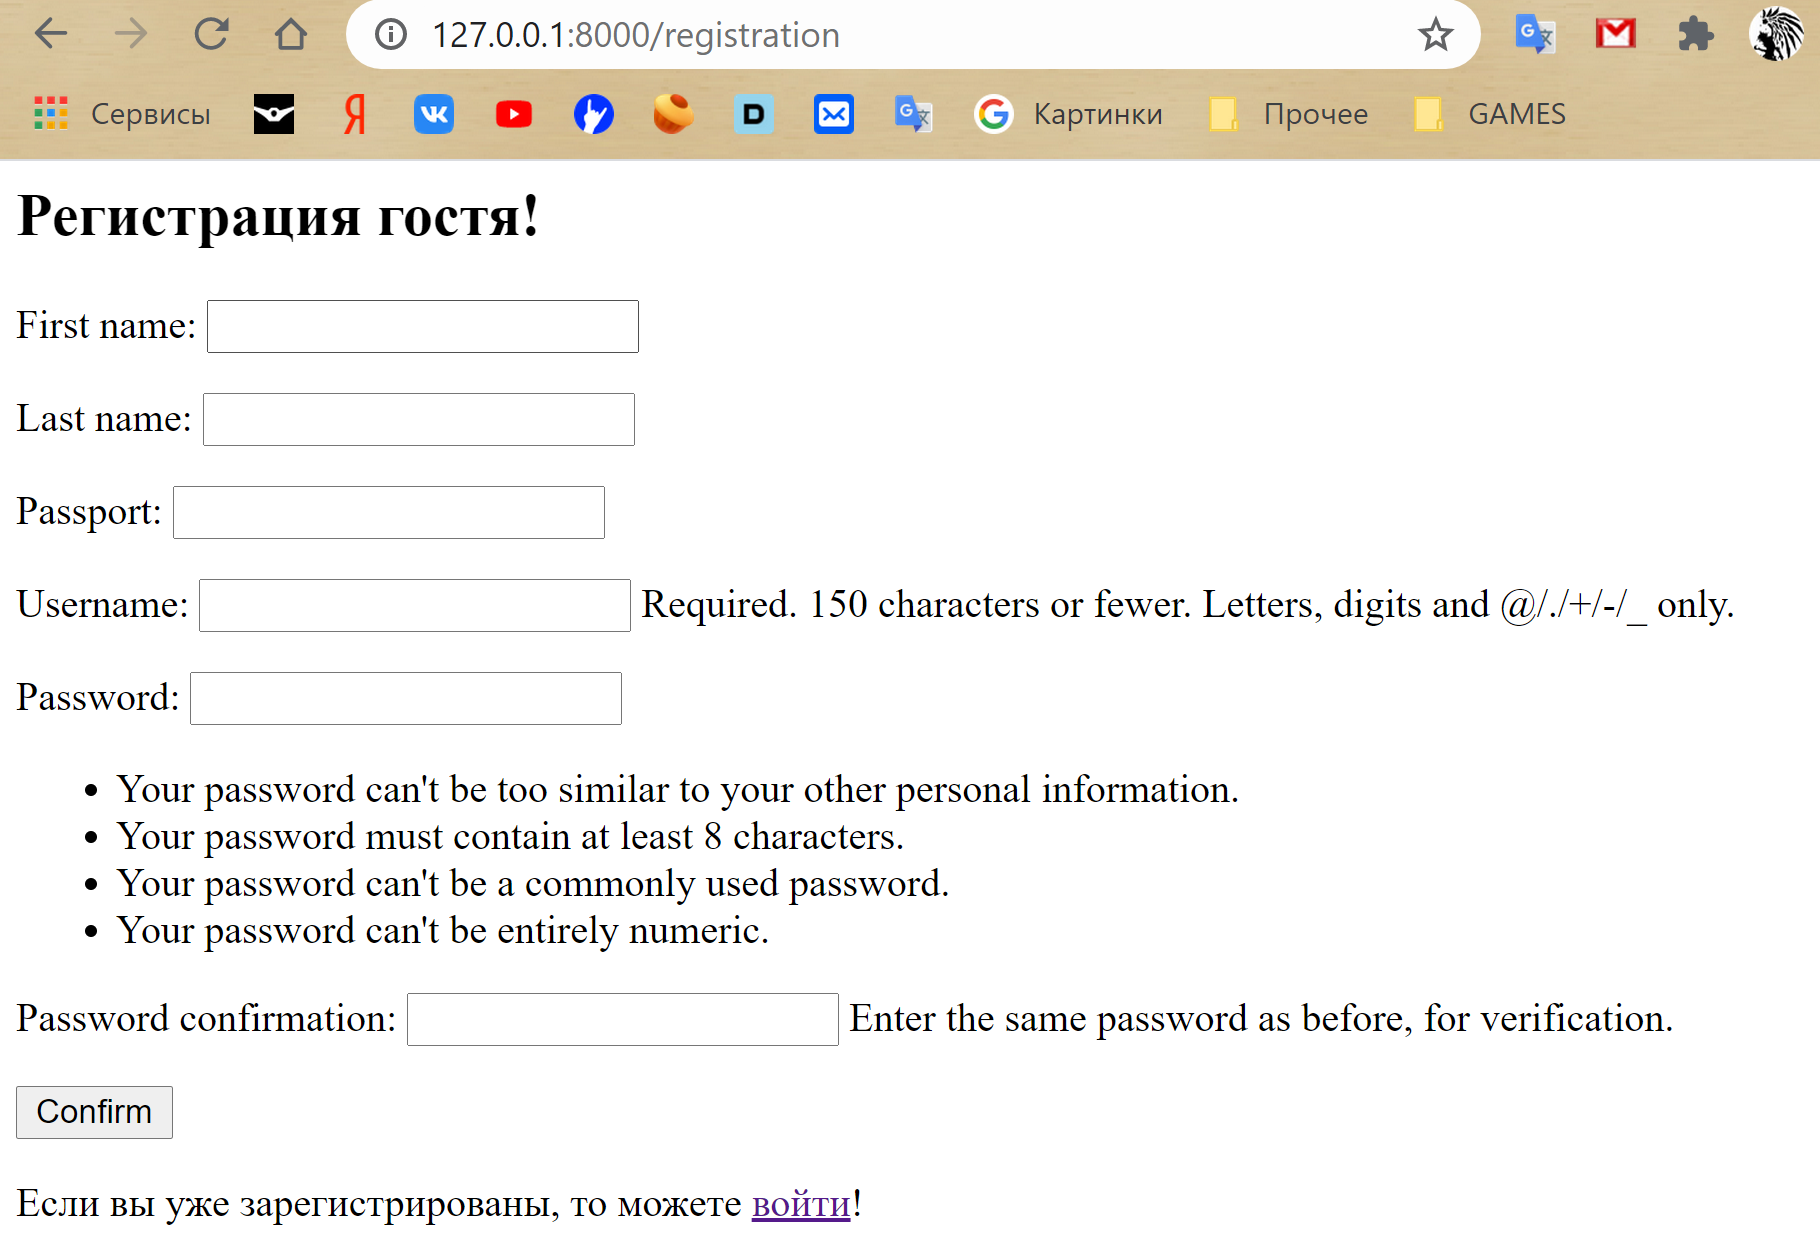 127.0.0.1:8000/registration
Сервисы Я Картинки Прочее GAMES
Регистрация гостя!
First name:
Last name:
Passport:
Username: Required. 150 characters or fewer. Letters, digits and @/./+/-/_ only.
Password:
Your password can't be too similar to your other personal information.
Your password must contain at least 8 characters.
Your password can't be a commonly used password.
Your password can't be entirely numeric.
Password confirmation: Enter the same password as before, for verification.
Confirm
Если вы уже зарегистрированы, то можете войти!